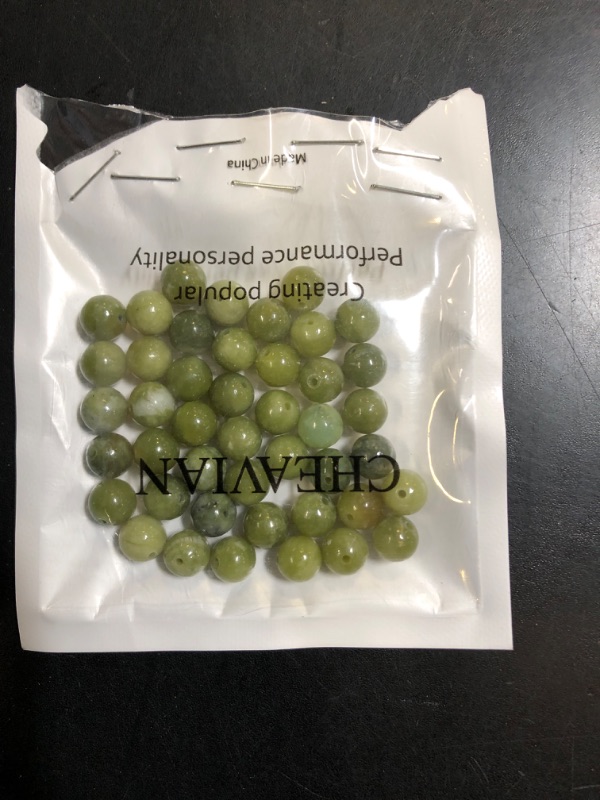 CHEAVIAN
Creating popular
Performance personality
Made in China